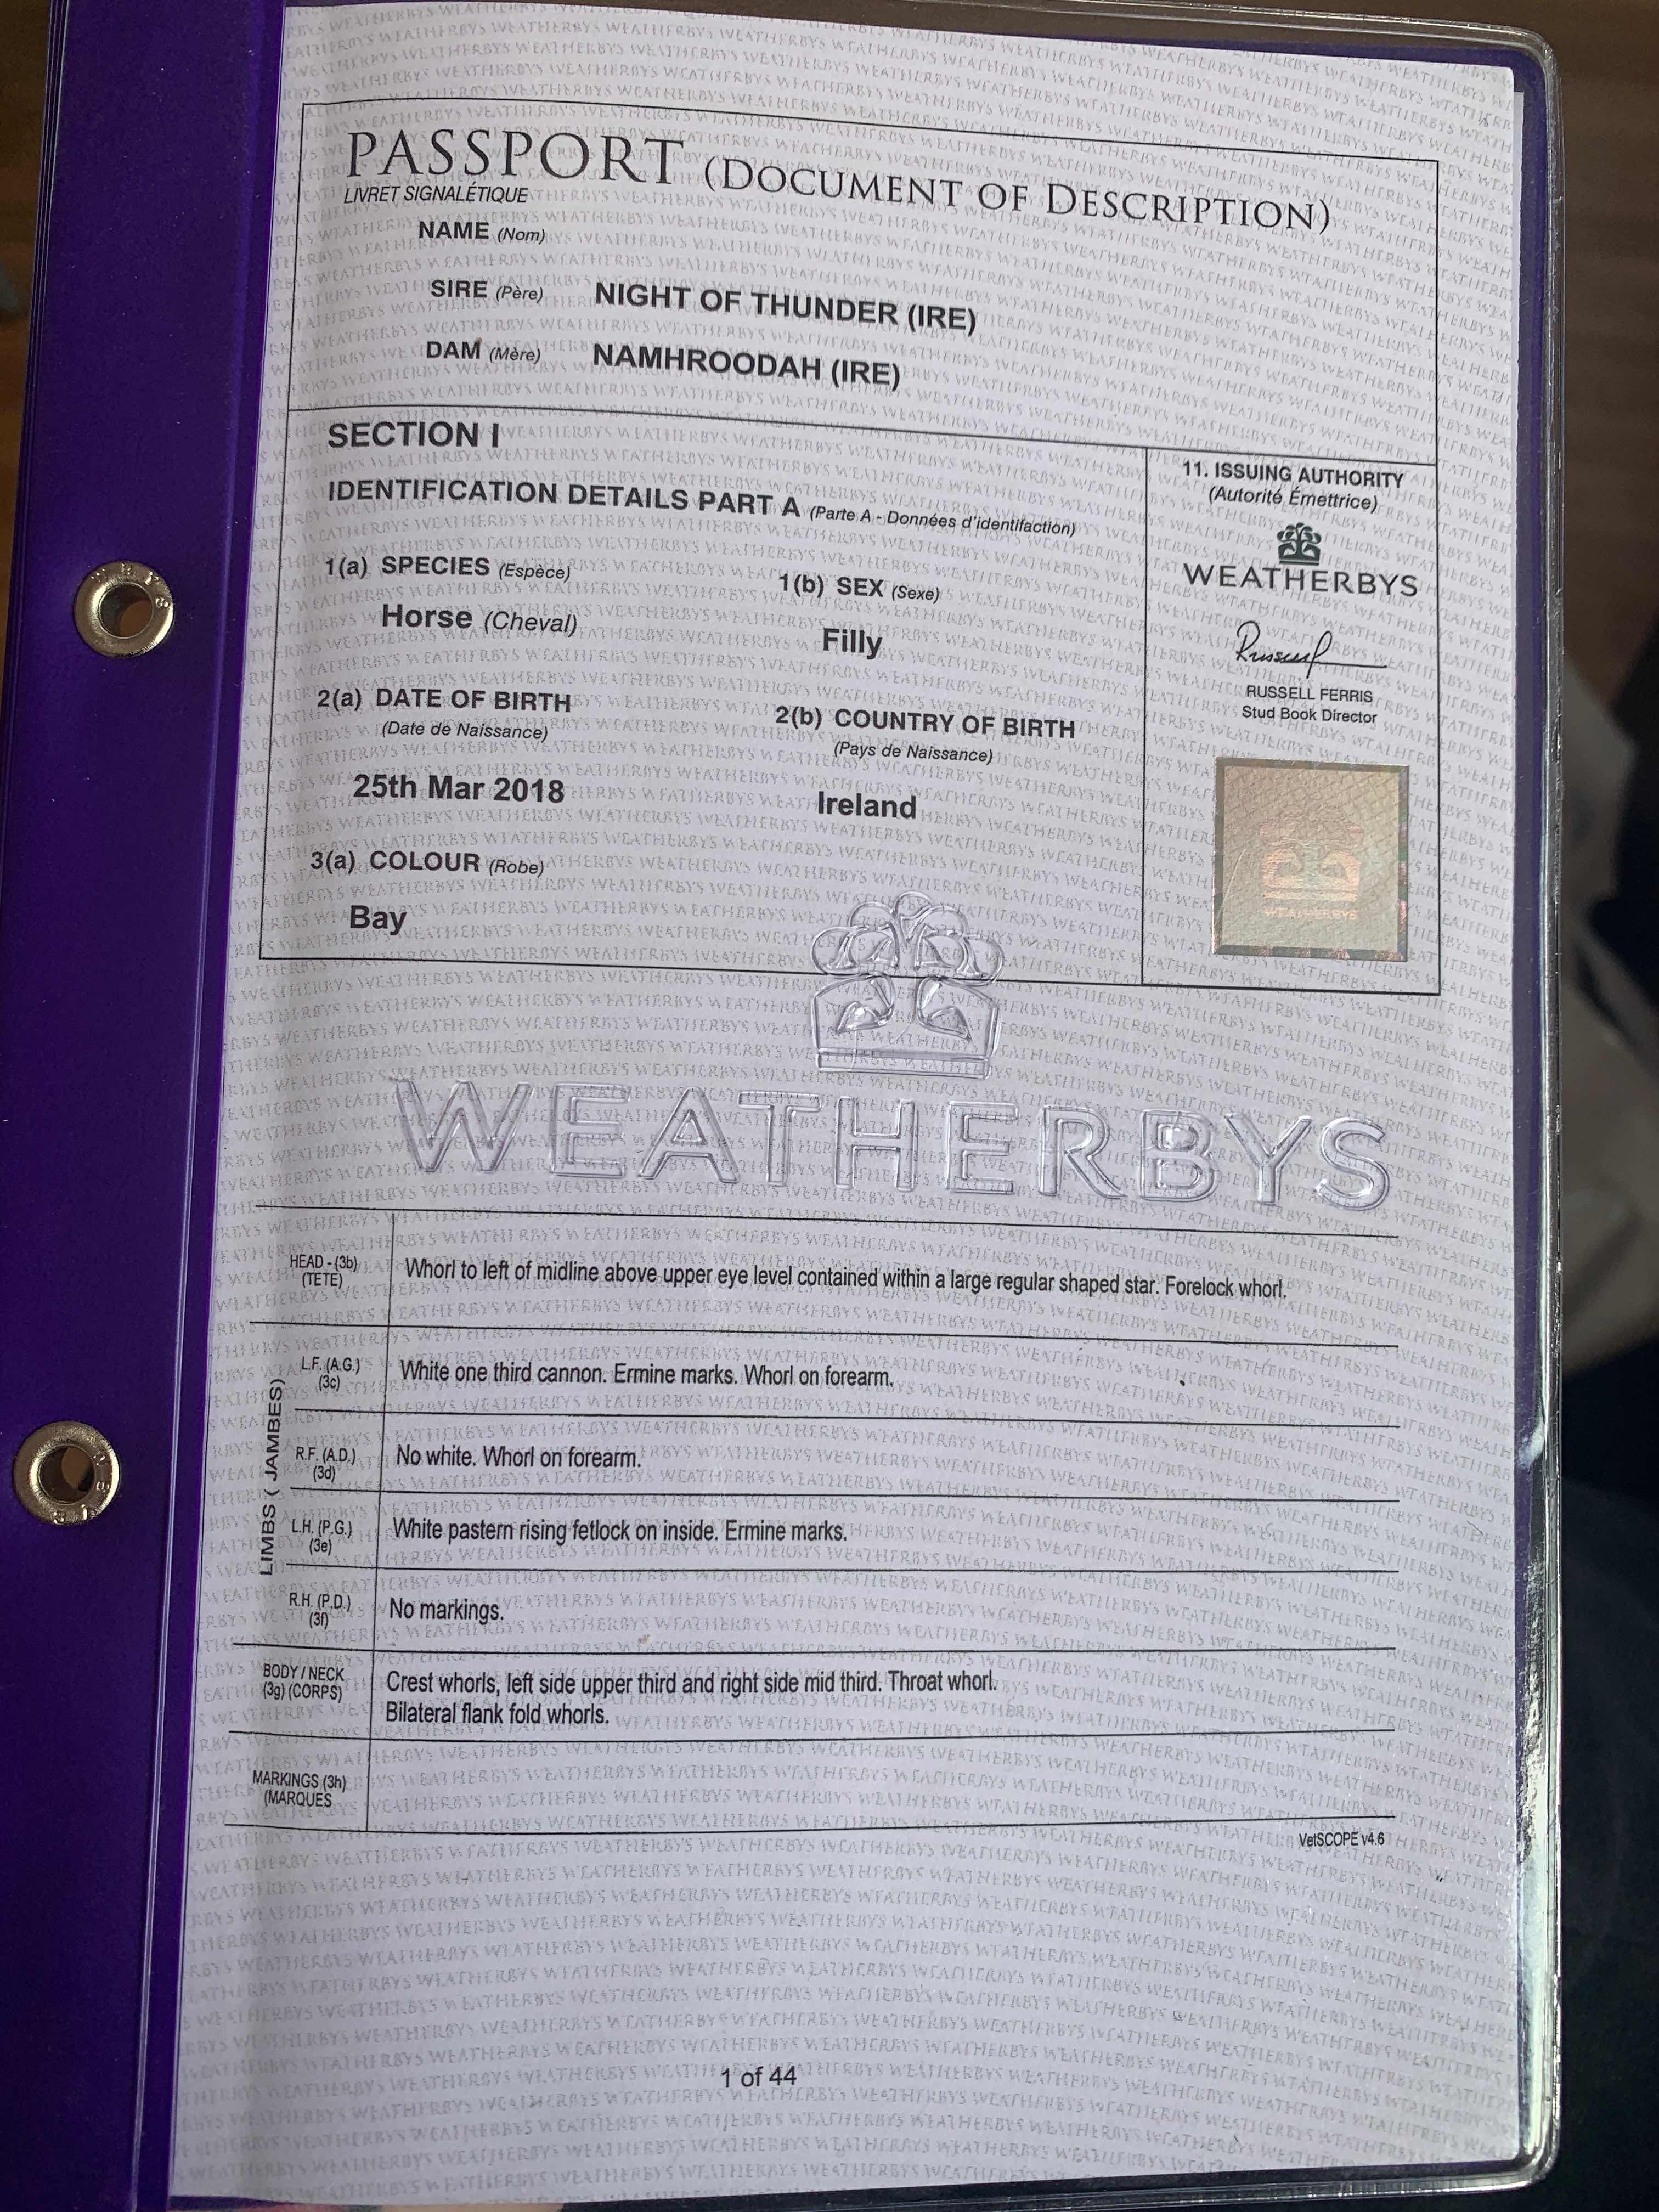 PASSPORT (DOCUMENT OF DESCRIPTION)
LIVRET SIGNALÉTIQUE
NAME (Nom)
SIRE (Père) NIGHT OF THUNDER (IRE)
DAM (Mère) NAMHROODAH (IRE)
SECTION I
IDENTIFICATION DETAILS PART A (Parte A - Données d'identifaction)
1(a) SPECIES (Espèce)
1(b) SEX (Sexe)
Horse (Cheval)
Filly
2(a) DATE OF BIRTH
(Date de Naissance)
2(b) COUNTRY OF BIRTH
(Pays de Naissance)
25th Mar 2018
Ireland
3(a) COLOUR (Robe)
Bay
11. ISSUING AUTHORITY
(Autorité Émettrice)
WEATHERBYS
RUSSELL FERRIS
Stud Book Director
WEATHERBYS
WEATHERBYS
HEAD - (3b)
(TETE)
Whorl to left of midline above upper eye level contained within a large regular shaped star. Forelock whorl.
LIMBS ( JAMBES)
L.F. (A.G.)
(3c)
White one third cannon. Ermine marks. Whorl on forearm.
R.F. (A.D.)
(3d)
No white. Whorl on forearm.
L.H. (P.G.)
(3e)
White pastern rising fetlock on inside. Ermine marks.
R.H. (P.D.)
(3f)
No markings.
BODY / NECK
(3g) (CORPS)
Crest whorls, left side upper third and right side mid third. Throat whorl.
Bilateral flank fold whorls.
MARKINGS (3h)
(MARQUES
VetSCOPE v4.6
1 of 44